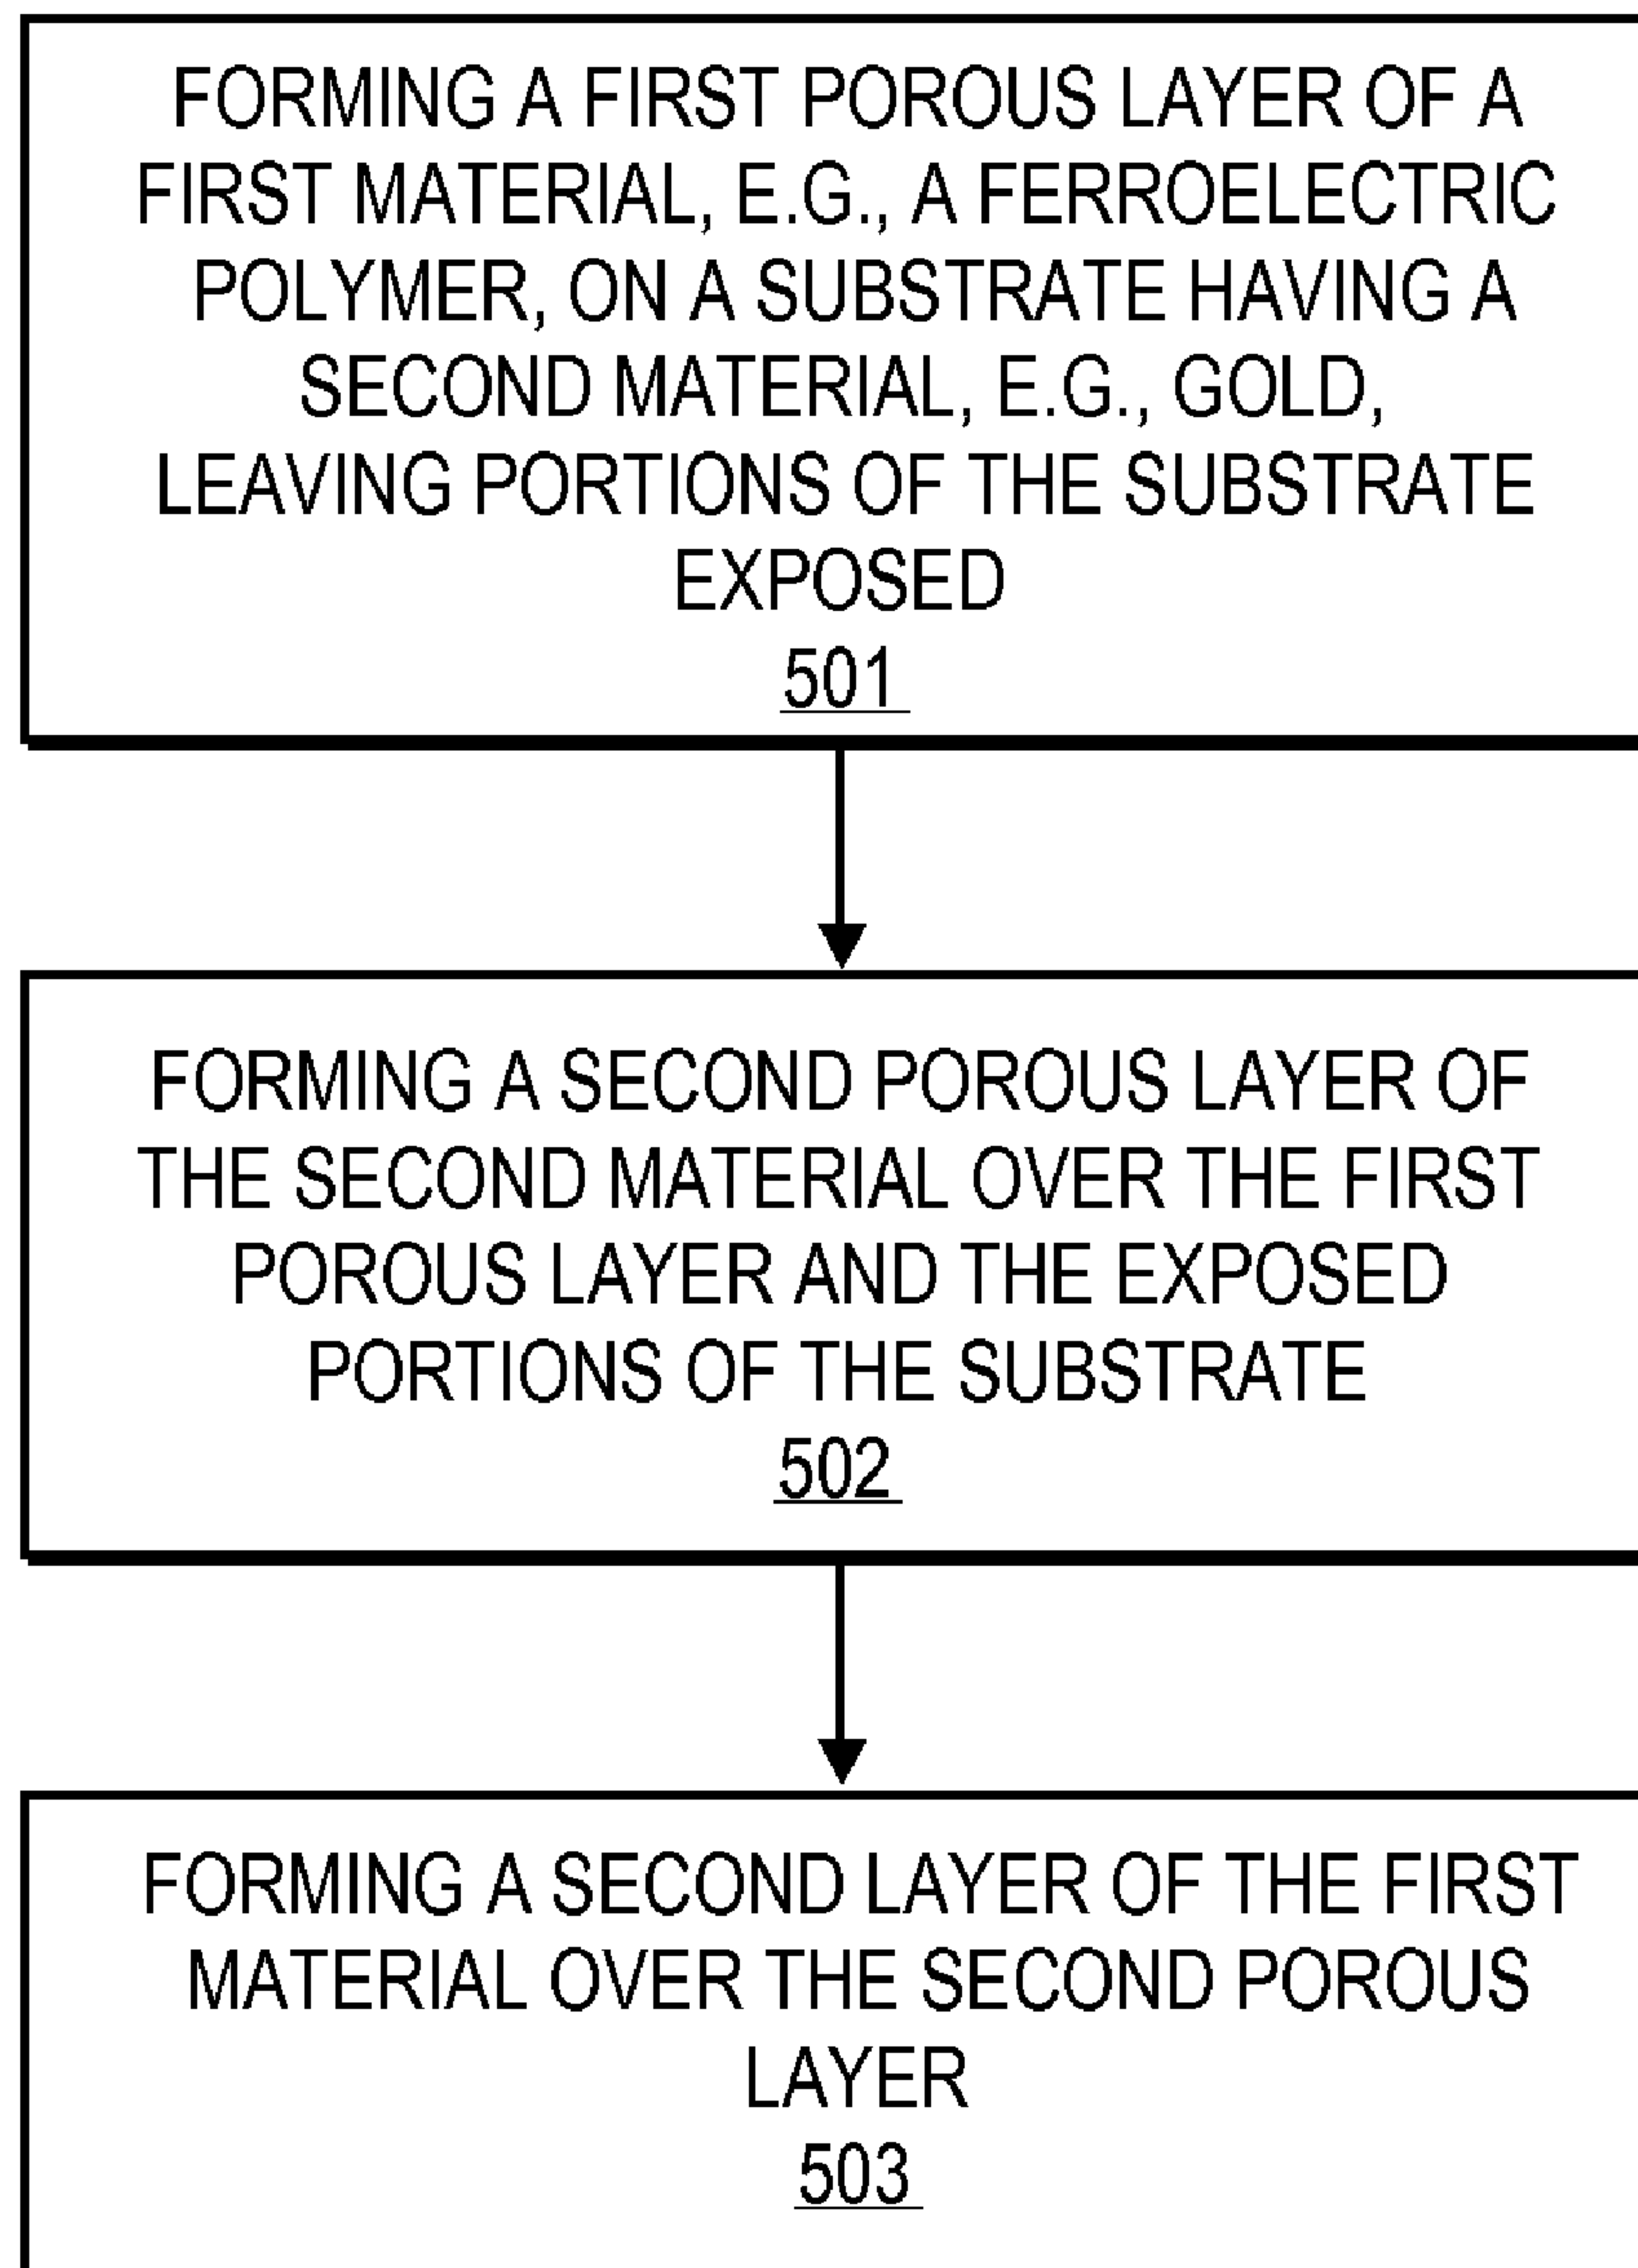 FORMING A FIRST POROUS LAYER OF A
FIRST MATERIAL, E.G., A FERROELECTRIC
POLYMER, ON A SUBSTRATE HAVING A
SECOND MATERIAL, E.G., GOLD,
LEAVING PORTIONS OF THE SUBSTRATE
EXPOSED
501
FORMING A SECOND POROUS LAYER OF
THE SECOND MATERIAL OVER THE FIRST
POROUS LAYER AND THE EXPOSED
PORTIONS OF THE SUBSTRATE
502
FORMING A SECOND LAYER OF THE FIRST
MATERIAL OVER THE SECOND POROUS
LAYER
503